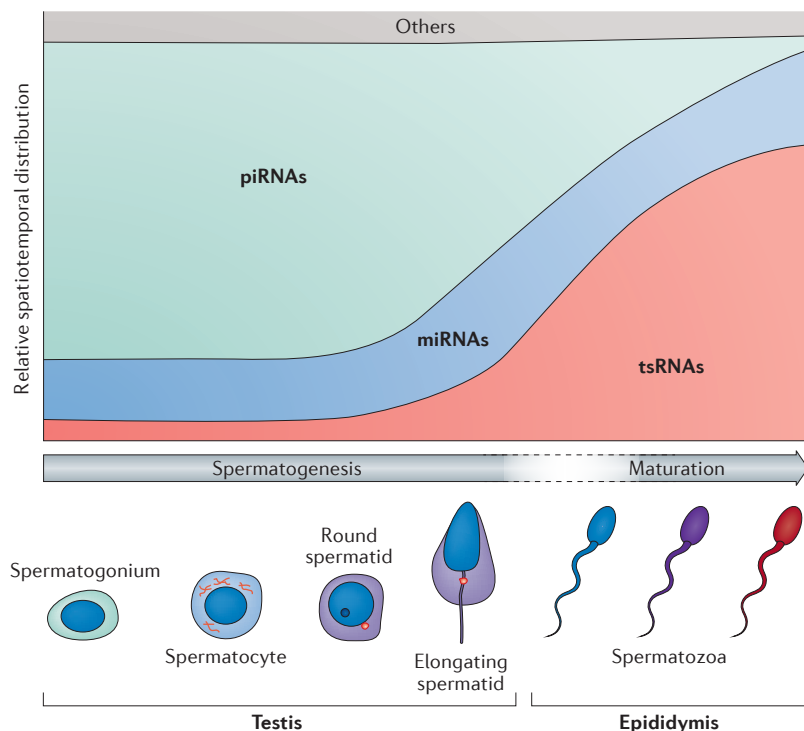 Others
Relative spatiotemporal distribution
piRNAs
miRNAs
tsRNAs
Spermatogenesis
Maturation
Spermatogonium
Spermatocyte
Round
spermatid
Elongating
spermatid
Spermatozoa
Testis
Epididymis